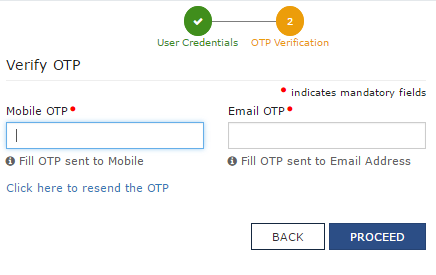 2
User Credentials OTP Verification
Verify OTP
• indicates mandatory fields
Mobile OTP• Email OTP•
Fill OTP sent to Mobile Fill OTP sent to Email Address
Click here to resend the OTP
BACK PROCEED